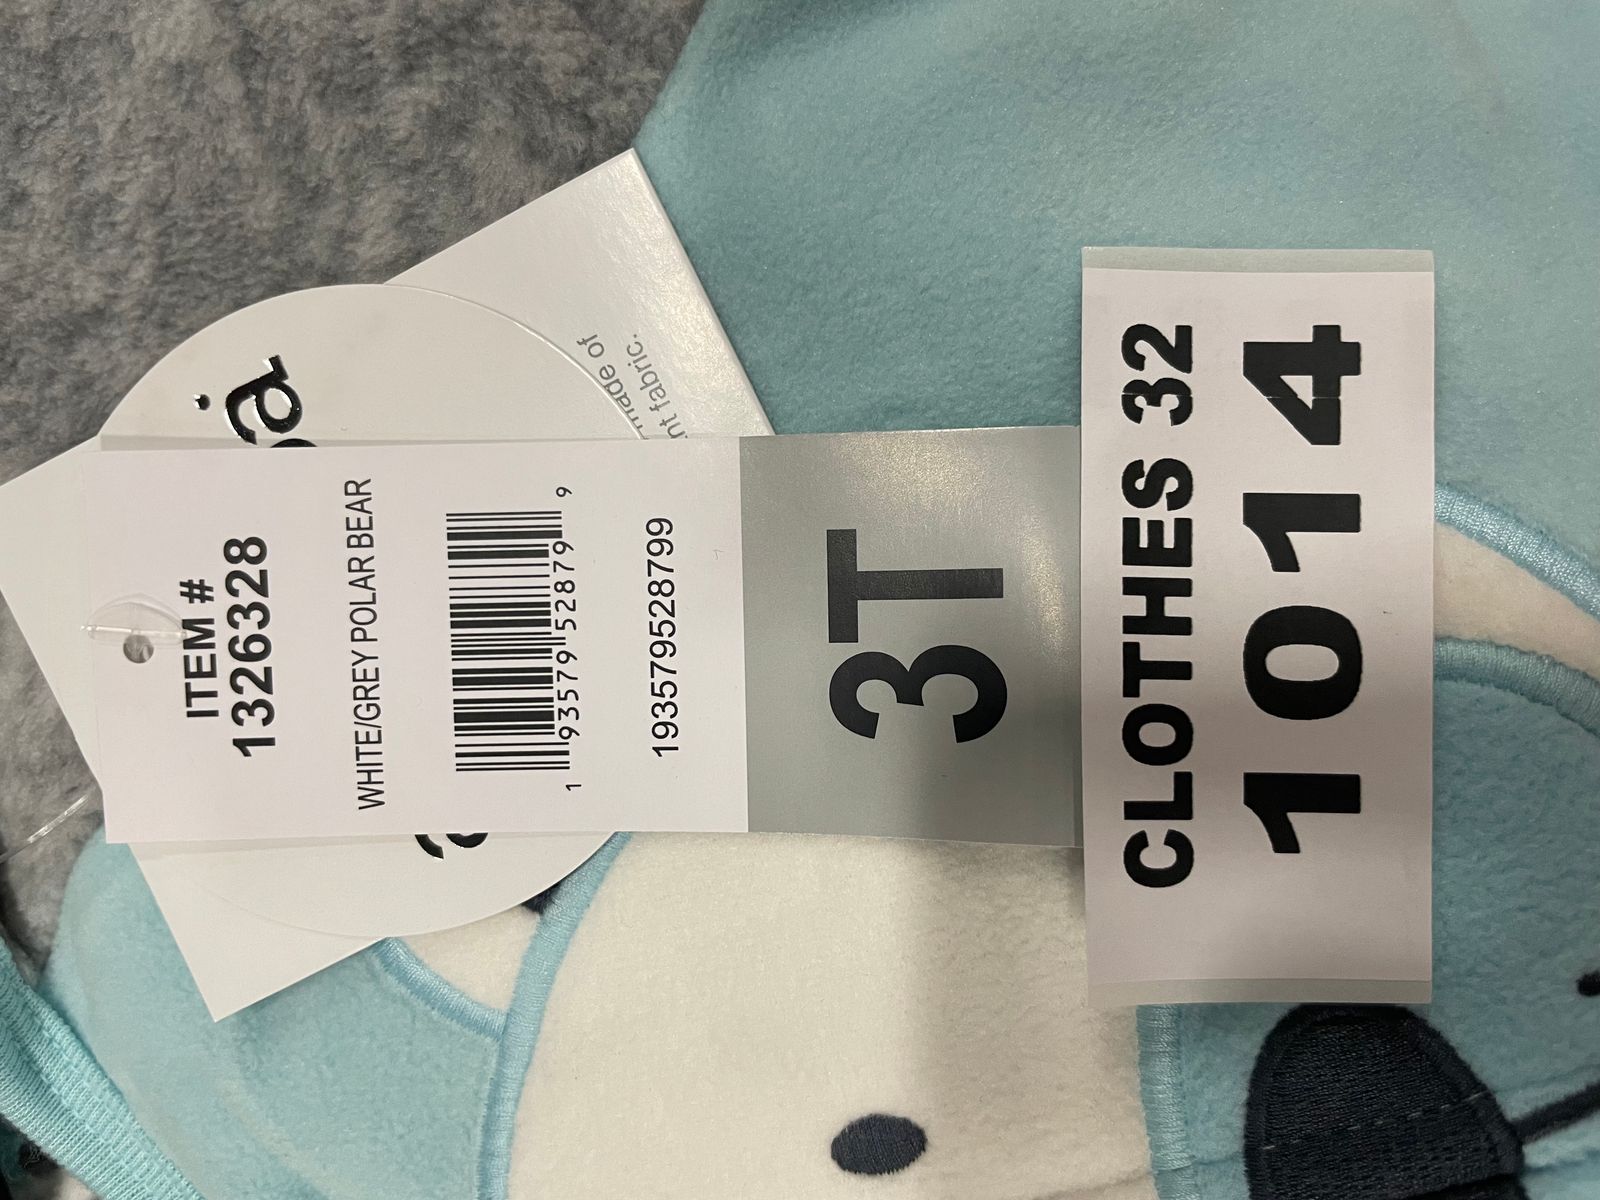 ITEM #
1326328
WHITE/GREY POLAR BEAR
1 93579 52879 9
193579528799
3T
CLOTHES 32
1014
made of
fabric.